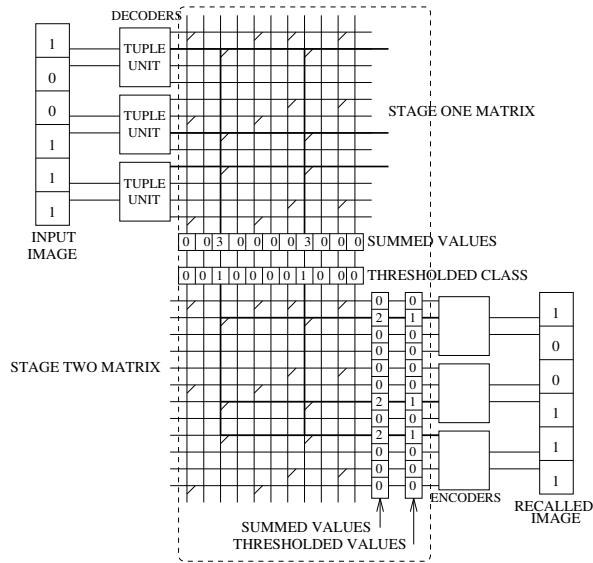 DECODERS
1
0
0
1
1
1
INPUT
IMAGE
TUPLE
UNIT
TUPLE
UNIT
TUPLE
UNIT
STAGE ONE MATRIX
0 0 3 0 0 0 0 3 0 0 0
SUMMED VALUES
0 0 1 0 0 0 0 1 0 0 0
THRESHOLDED CLASS
STAGE TWO MATRIX
0 0
2 1
0 0
0 0
0 0
0 0
2 1
0 0
2 1
0 0
0 0
0 0
ENCODERS
1
0
0
1
1
1
RECALLED
IMAGE
SUMMED VALUES
THRESHOLDED VALUES